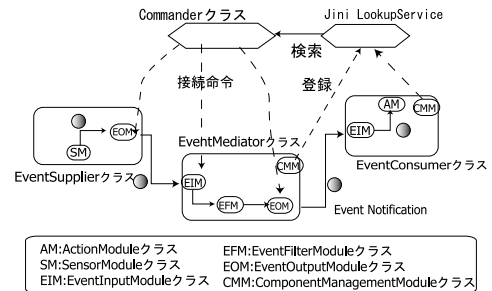 Commanderクラス
Jini LookupService
検索
接続命令
登録
AM
CMM
EIM
EOM
SM
EventMediatorクラス
CMM
EventConsumerクラス
EventSupplierクラス
EIM
EFM
EOM
Event Notification
AM:ActionModuleクラス
EFM:EventFilterModuleクラス
SM:SensorModuleクラス
EOM:EventOutputModuleクラス
EIM:EventInputModuleクラス
CMM:ComponentManagementModuleクラス